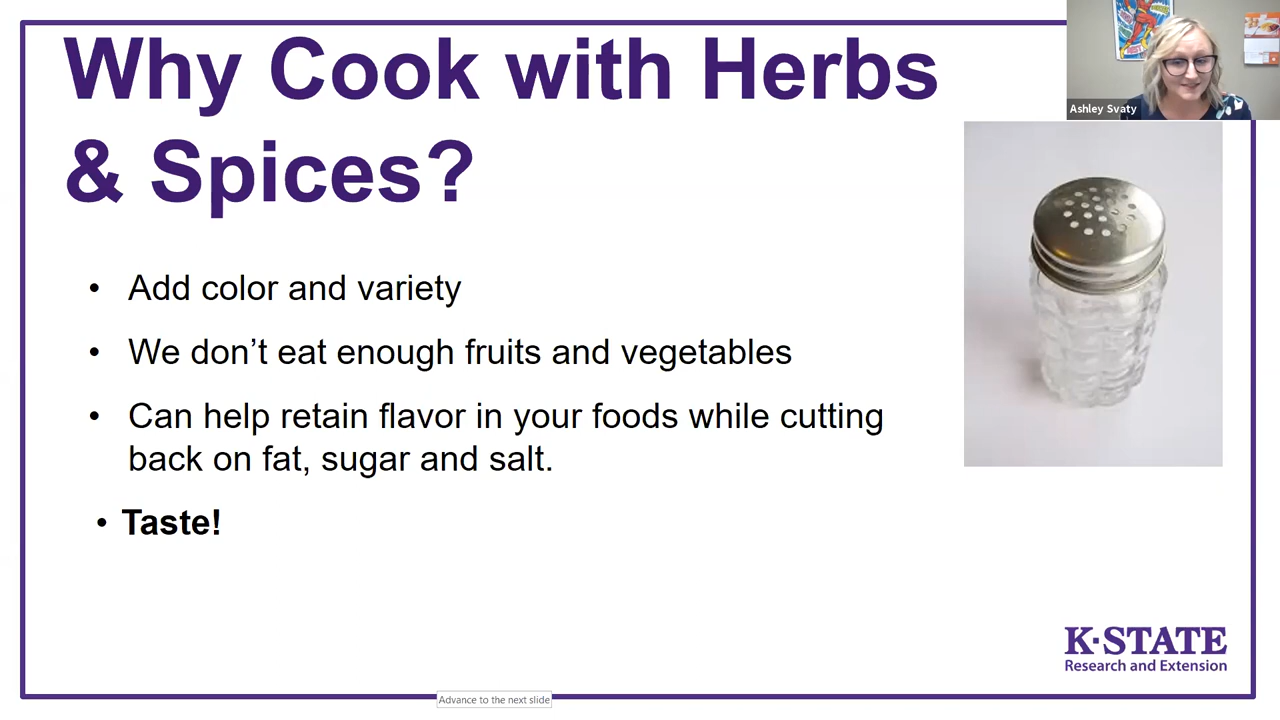 Why Cook with Herbs
& Spices?
Ashley Svaty
• Add color and variety
• We don’t eat enough fruits and vegetables
• Can help retain flavor in your foods while cutting
back on fat, sugar and salt.
• Taste!
K·STATE
Research and Extension
Advance to the next slide